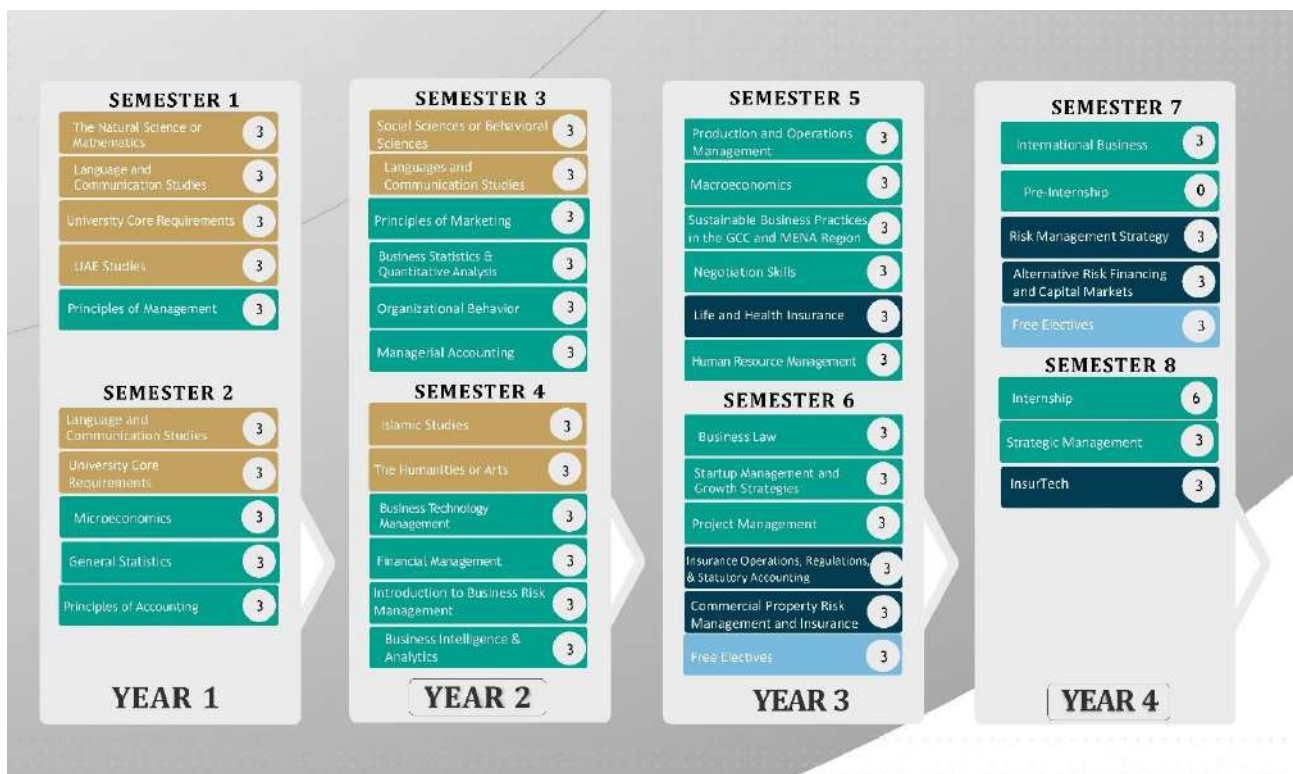 SEMESTER 1
The Natural Science or
Mathematics
3
Language and
Communication Studies
3
University Core Requirements
3
UAE Studies
3
Principles of Management
3
SEMESTER 2
Language and
Communication Studies
3
University Core
Requirements
3
Microeconomics
3
General Statistics
3
Principles of Accounting
3
YEAR 1
SEMESTER 3
Social Sciences or Behavioral
Sciences
3
Languages and
Communication Studies
3
Principles of Marketing
3
Business Statistics &
Quantitative Analysis
3
Organizational Behavior
3
Managerial Accounting
3
SEMESTER 4
Islamic Studies
3
The Humanities or Arts
3
Business Technology
Management
3
Financial Management
3
Introduction to Business Risk
Management
3
Business Intelligence &
Analytics
3
YEAR 2
SEMESTER 5
Production and Operations
Management
3
Macroeconomics
3
Sustainable Business Practices
in the GCC and MENA Region
3
Negotiation Skills
3
Life and Health Insurance
3
Human Resource Management
3
SEMESTER 6
Business Law
3
Startup Management and
Growth Strategies
3
Project Management
3
Insurance Operations, Regulations,
& Statutory Accounting
3
Commercial Property Risk
Management and Insurance
3
Free Electives
3
YEAR 3
SEMESTER 7
International Business
3
Pre-Internship
0
Risk Management Strategy
3
Alternative Risk Financing
and Capital Markets
3
Free Electives
3
SEMESTER 8
Internship
6
Strategic Management
3
InsurTech
3
YEAR 4